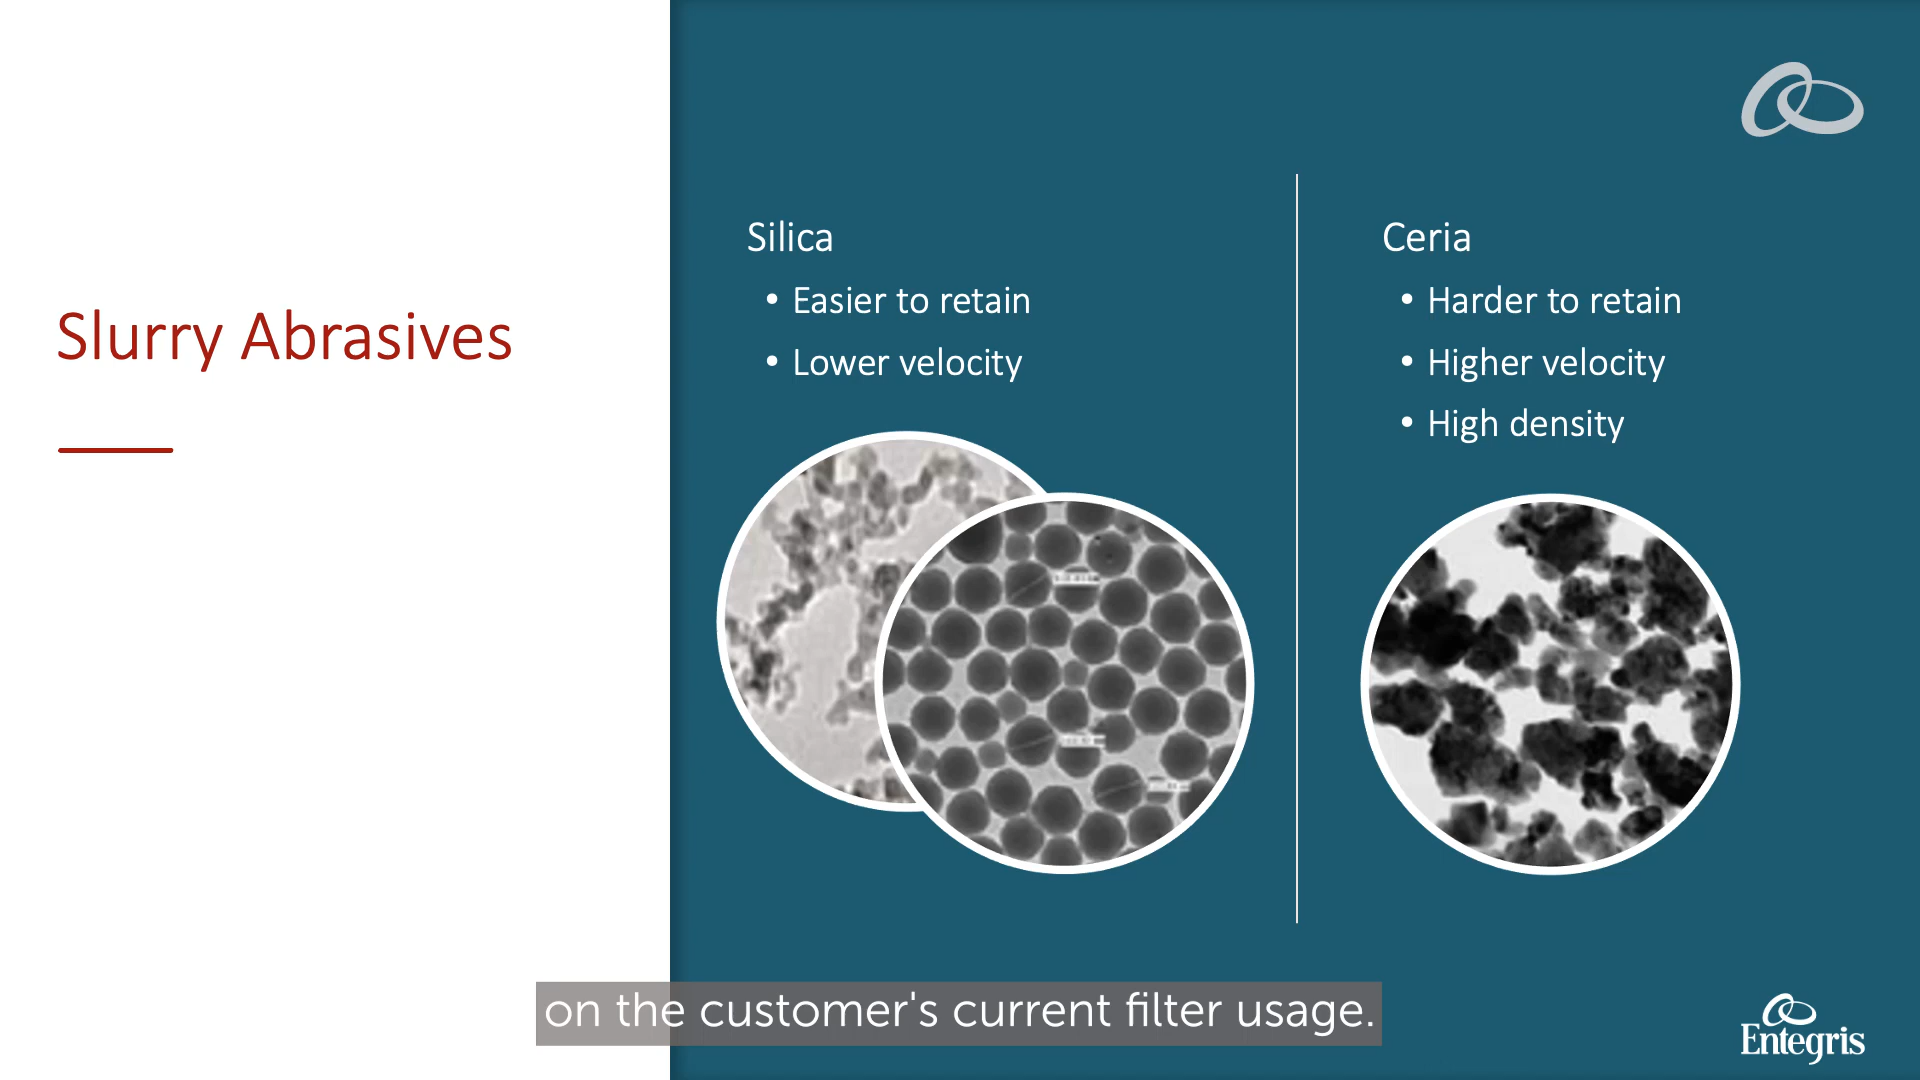 Slurry Abrasives
Silica
• Easier to retain
• Lower velocity
Ceria
• Harder to retain
• Higher velocity
• High density
on the customer's current filter usage.
Entegris